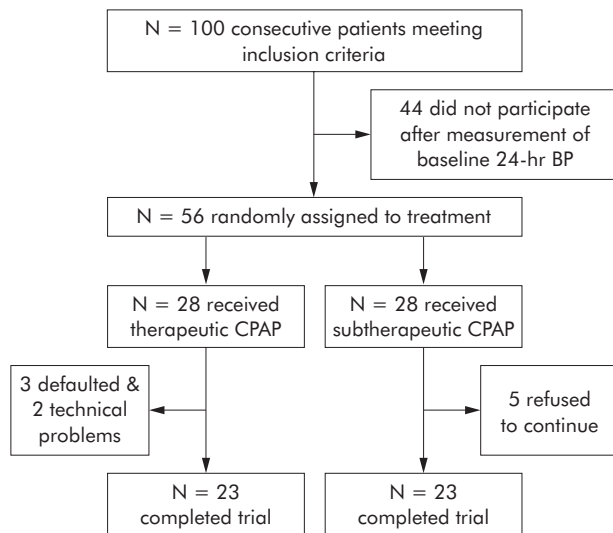 N = 100 consecutive patients meeting
inclusion criteria
44 did not participate
after measurement of
baseline 24-hr BP
N = 56 randomly assigned to treatment
N = 28 received
therapeutic CPAP
N = 28 received
subtherapeutic CPAP
3 defaulted &
2 technical
problems
5 refused
to continue
N = 23
completed trial
N = 23
completed trial